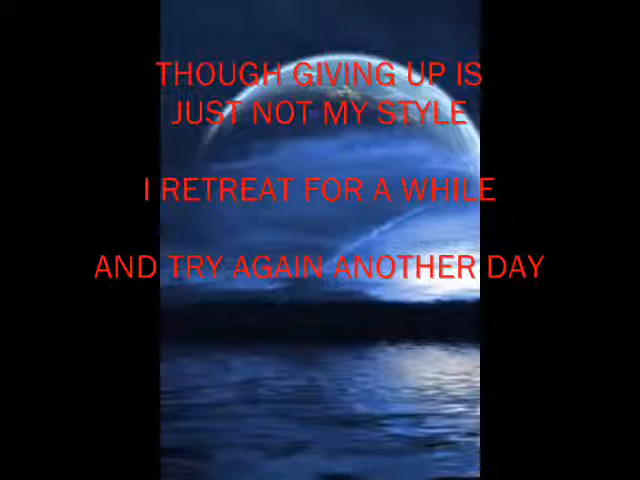 THOUGH GIVING UP IS
JUST NOT MY STYLE
I RETREAT FOR A WHILE
AND TRY AGAIN ANOTHER DAY